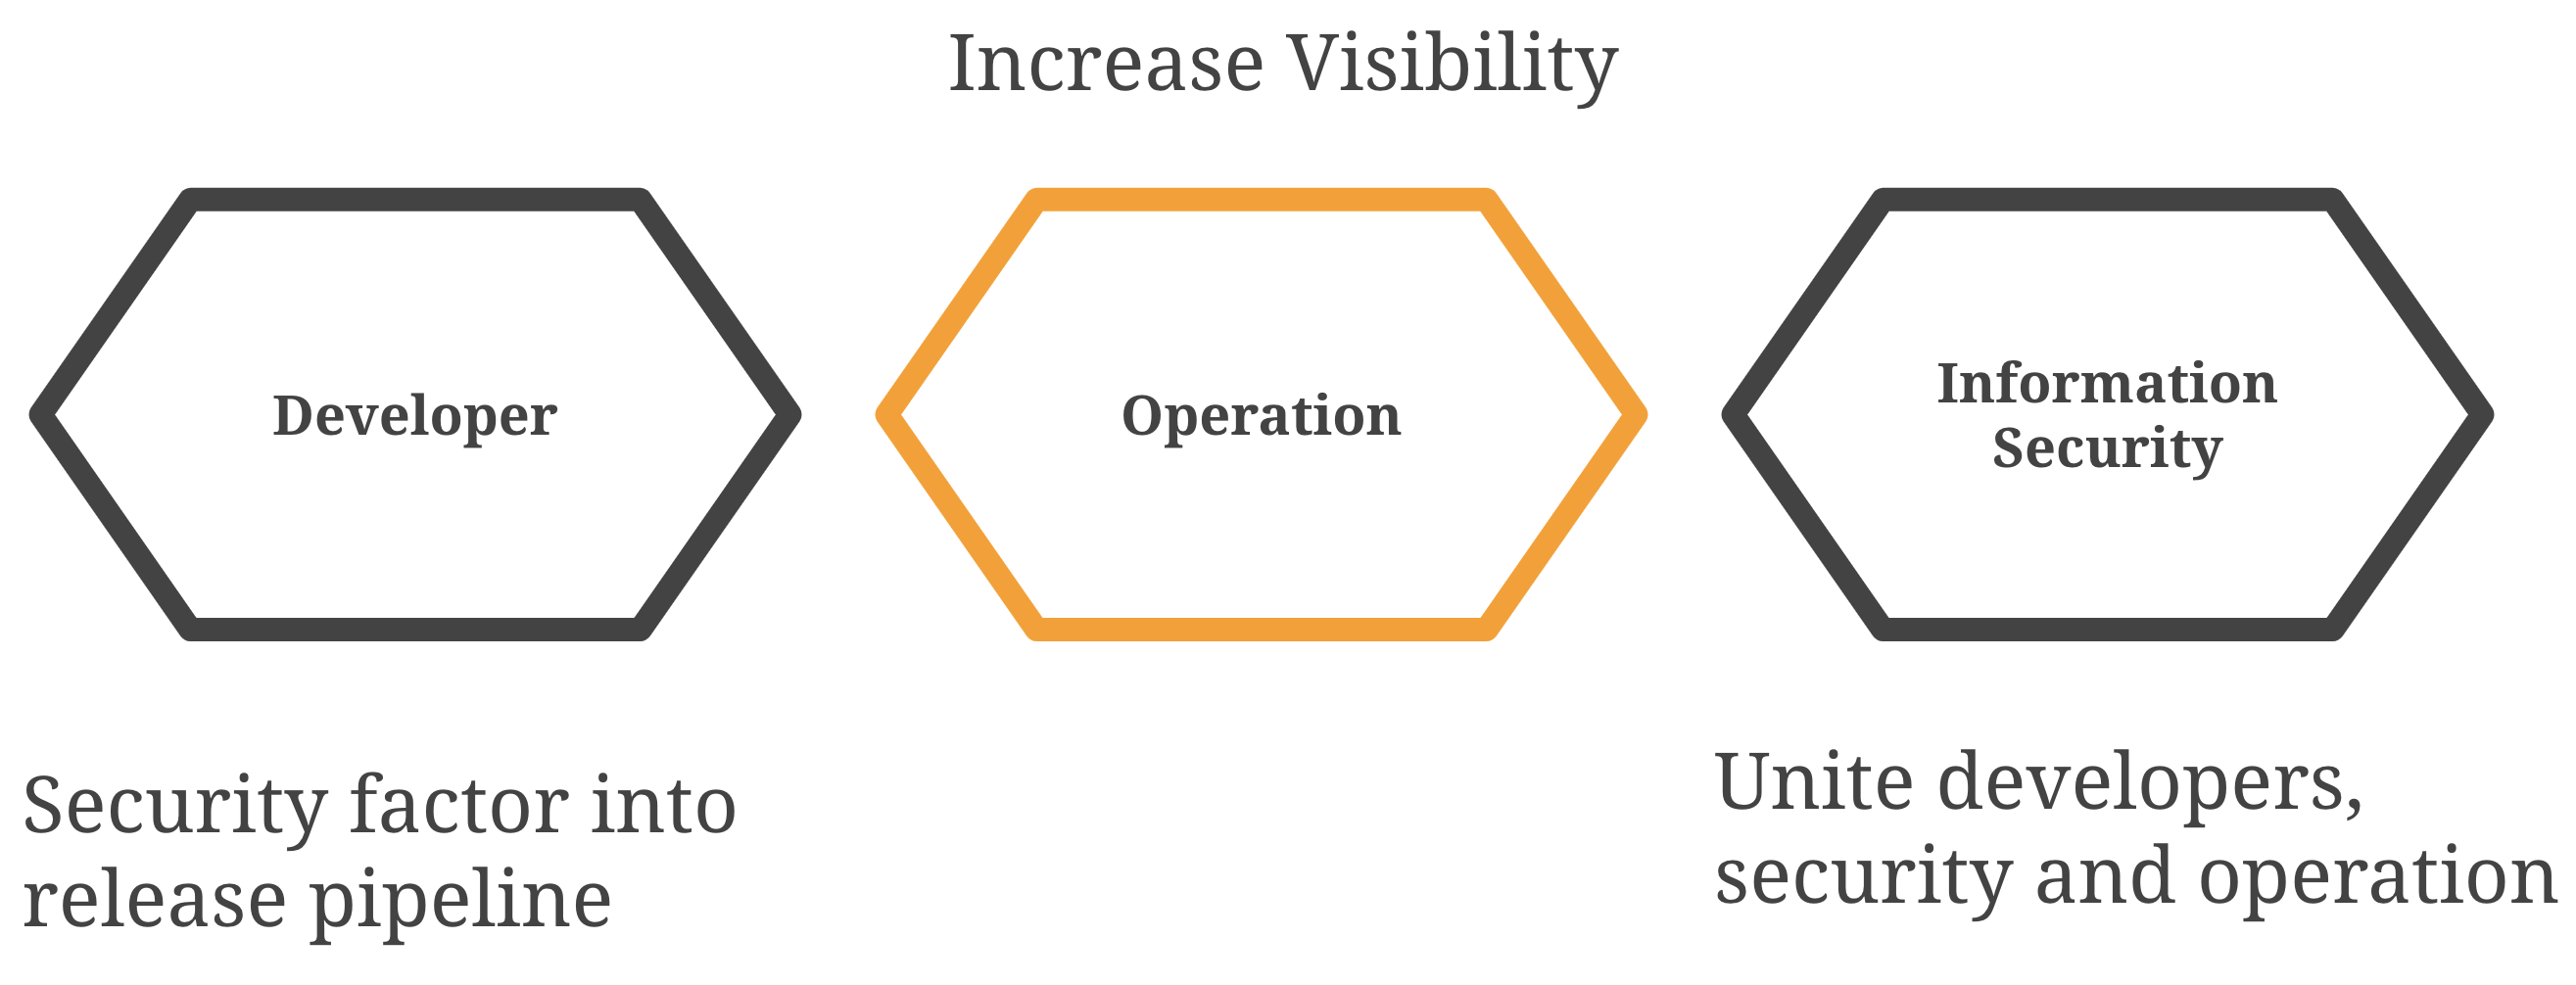 Increase Visibility
Developer
Operation
Information
Security
Security factor into
release pipeline
Unite developers,
security and operation